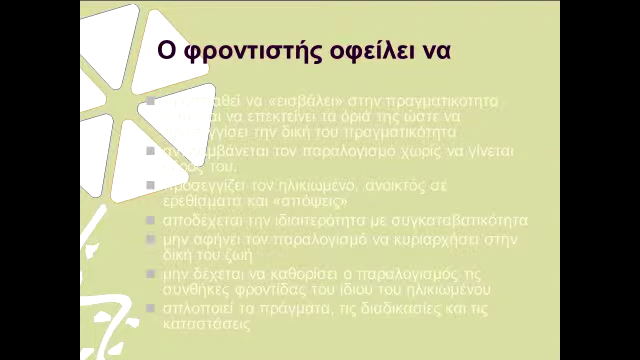 Ο φροντιστής οφείλει να
να «εισβάλει» στην πραγματικοτητα
και να επεκτείνει τα όριά της ώστε να
την δική του πραγματικότητα
τον παραλογισμό χωρίς να γίνεται
του.
προσεγγίζει τον ηλικιωμένο, ανοικτός σε
ερεθίσματα και «απόψεις»
αποδέχεται την ιδιαιτερότητα με συγκαταβατικότητα
μην αφήνει τον παραλογισμό να κυριαρχήσει στην
δική του ζωή
μην δέχεται να καθορίσει ο παραλογισμός τις
συνθήκες φροντίδας του ίδιου του ηλικιωμένου
απλοποιεί τα πράγματα, τις διαδικασίες και τις
καταστάσεις